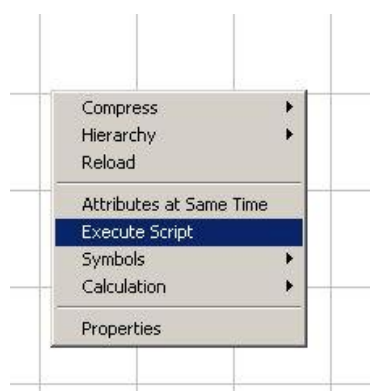 Compress
Hierarchy
Reload
Attributes at Same Time
Execute Script
Symbols
Calculation
Properties